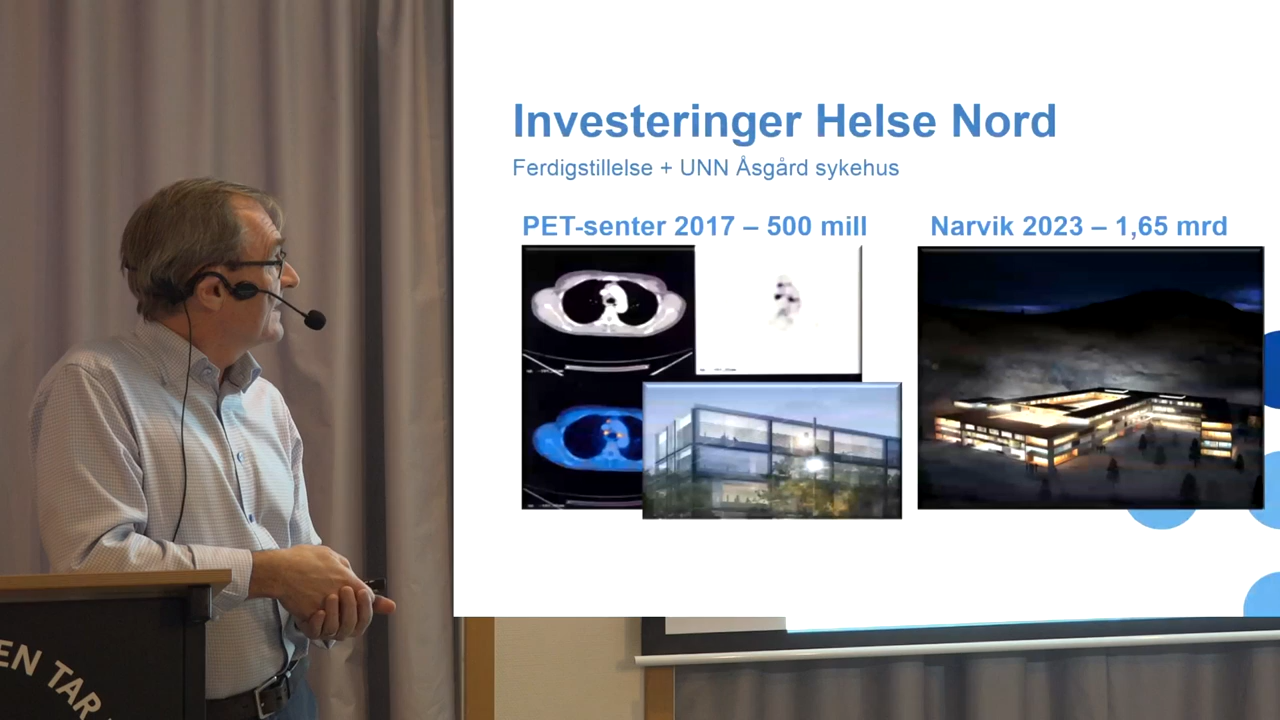 Investeringer Helse Nord
Ferdigstillelse + UNN Åsgård sykehus
PET-senter 2017 – 500 mill
Narvik 2023 – 1,65 mrd
EN TAR